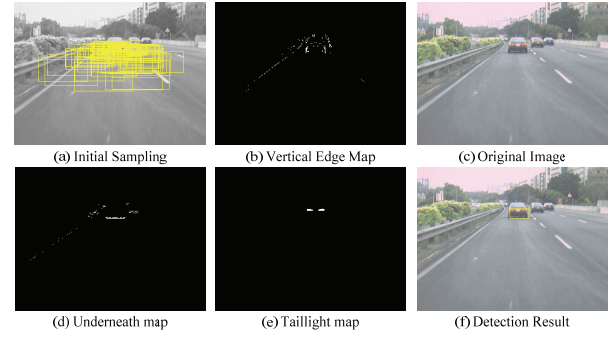 (a) Initial Sampling
(b) Vertical Edge Map
(c) Original Image
(d) Underneath map
(e) Taillight map
(f) Detection Result